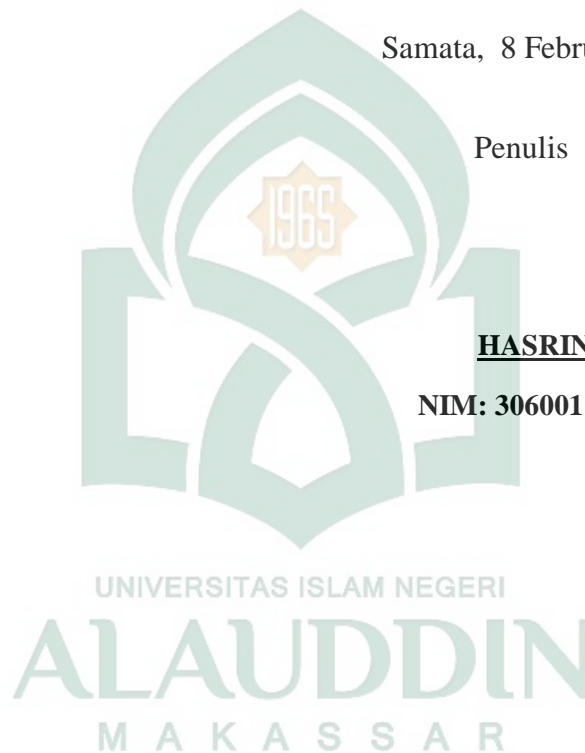 Samata, 8 Febru
Penulis
1965
HASRIN
NIM: 306001
UNIVERSITAS ISLAM NEGERI
ALAUDDIN
MAKASSAR